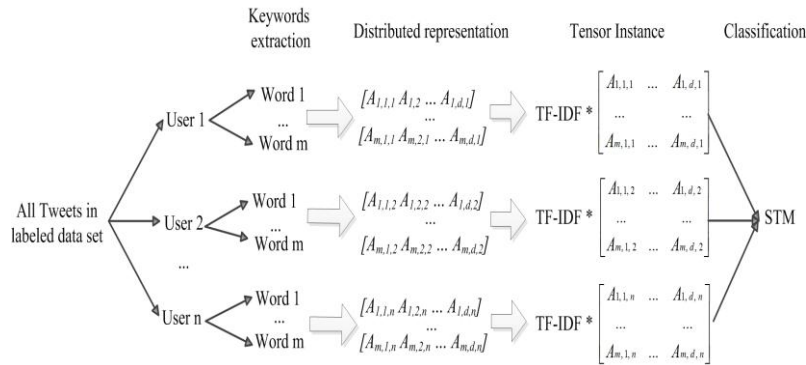 Keywords
extraction
Distributed representation
Tensor Instance
Classification
All Tweets in
labeled data set
User 1
Word 1
...
Word m
[A1,1,1 A1,2 ... A1,d,1]
...
[Am,1,1 Am,2,1 ... Am,d,1]
TF-IDF *
A1,1,1 ... A1,d,1
... ...
Am,1,1 ... Am,d,1
User 2
Word 1
...
Word m
[A1,1,2 A1,2,2 ... A1,d,2]
...
[Am,1,2 Am,2,2 ... Am,d,2]
TF-IDF *
A1,1,2 ... A1,d,2
... ...
Am,1,2 ... Am,d,2
STM
...
User n
Word 1
...
Word m
[A1,1,n A1,2,n ... A1,d,n]
...
[Am,1,n Am,2,n ... Am,d,n]
TF-IDF *
A1,1,n ... A1,d,n
... ...
Am,1,n ... Am,d,n